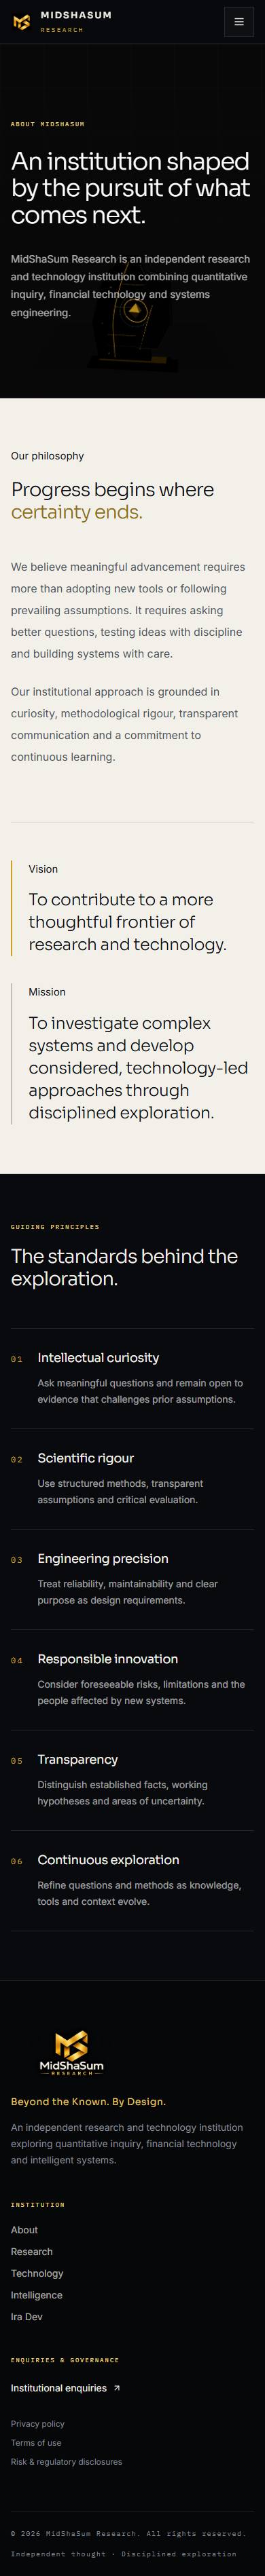 MIDSHASUM
RESEARCH
ABOUT MIDSHASUM
An institution shaped
by the pursuit of what
comes next.
MidShaSum Research is an independent research
and technology institution combining quantitative
inquiry, financial technology and systems
engineering.
Our philosophy
Progress begins where
certainty ends.
We believe meaningful advancement requires
more than adopting new tools or following
prevailing assumptions. It requires asking
better questions, testing ideas with discipline
and building systems with care.
Our institutional approach is grounded in
curiosity, methodological rigour, transparent
communication and a commitment to
continuous learning.
Vision
To contribute to a more
thoughtful frontier of
research and technology.
Mission
To investigate complex
systems and develop
considered, technology-led
approaches through
disciplined exploration.
GUIDING PRINCIPLES
The standards behind the
exploration.
01 Intellectual curiosity
Ask meaningful questions and remain open to
evidence that challenges prior assumptions.
02 Scientific rigour
Use structured methods, transparent
assumptions and critical evaluation.
03 Engineering precision
Treat reliability, maintainability and clear
purpose as design requirements.
04 Responsible innovation
Consider foreseeable risks, limitations and the
people affected by new systems.
05 Transparency
Distinguish established facts, working
hypotheses and areas of uncertainty.
06 Continuous exploration
Refine questions and methods as knowledge,
tools and context evolve.
MidShaSum
RESEARCH
Beyond the Known. By Design.
An independent research and technology institution
exploring quantitative inquiry, financial technology
and intelligent systems.
INSTITUTION
About
Research
Technology
Intelligence
Ira Dev
ENQUIRIES & GOVERNANCE
Institutional enquiries ↗
Privacy policy
Terms of use
Risk & regulatory disclosures
© 2026 MidShaSum Research. All rights reserved.
Independent thought · Disciplined exploration